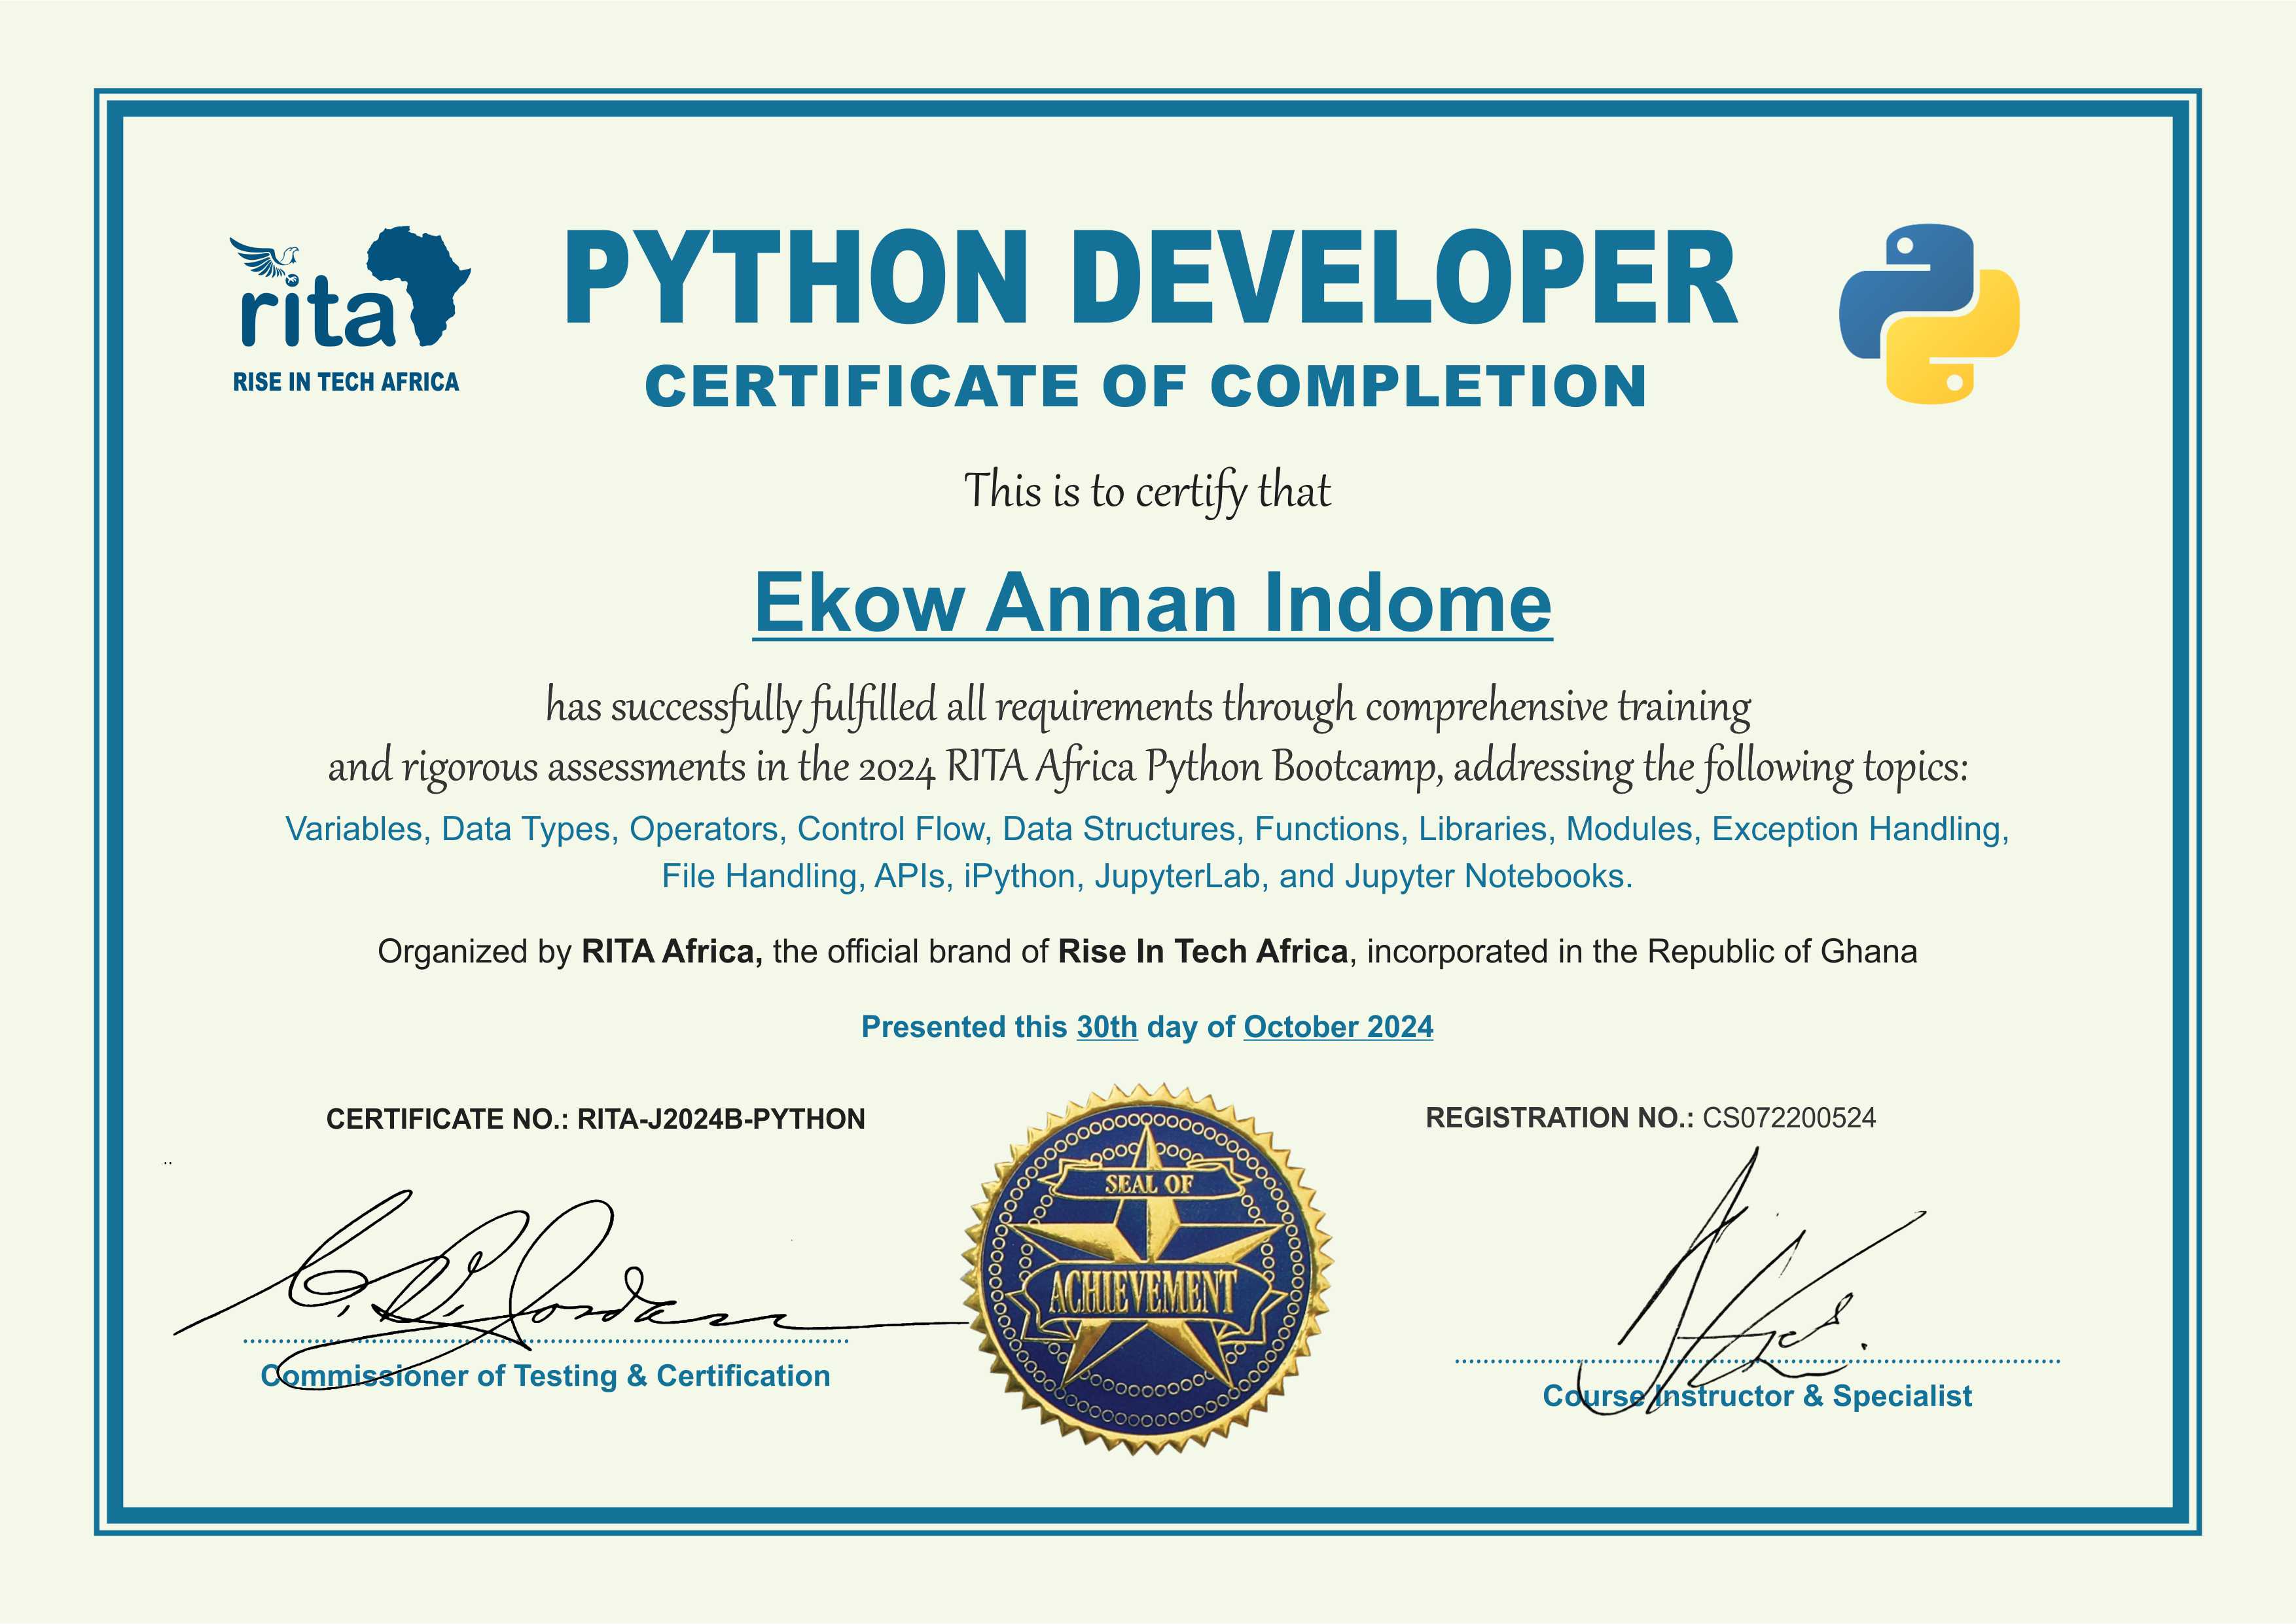 rita
RISE IN TECH AFRICA
PYTHON DEVELOPER
CERTIFICATE OF COMPLETION
This is to certify that
Ekow Annan Indome
has successfully fulfilled all requirements through comprehensive training
and rigorous assessments in the 2024 RITA Africa Python Bootcamp, addressing the following topics:
Variables, Data Types, Operators, Control Flow, Data Structures, Functions, Libraries, Modules, Exception Handling,
File Handling, APIs, iPython, JupyterLab, and Jupyter Notebooks.
Organized by RITA Africa, the official brand of Rise In Tech Africa, incorporated in the Republic of Ghana
Presented this 30th day of October 2024
CERTIFICATE NO.: RITA-J2024B-PYTHON
REGISTRATION NO.: CS072200524
SEAL OF
ACHIEVEMENT
Commissioner of Testing & Certification
Course Instructor & Specialist